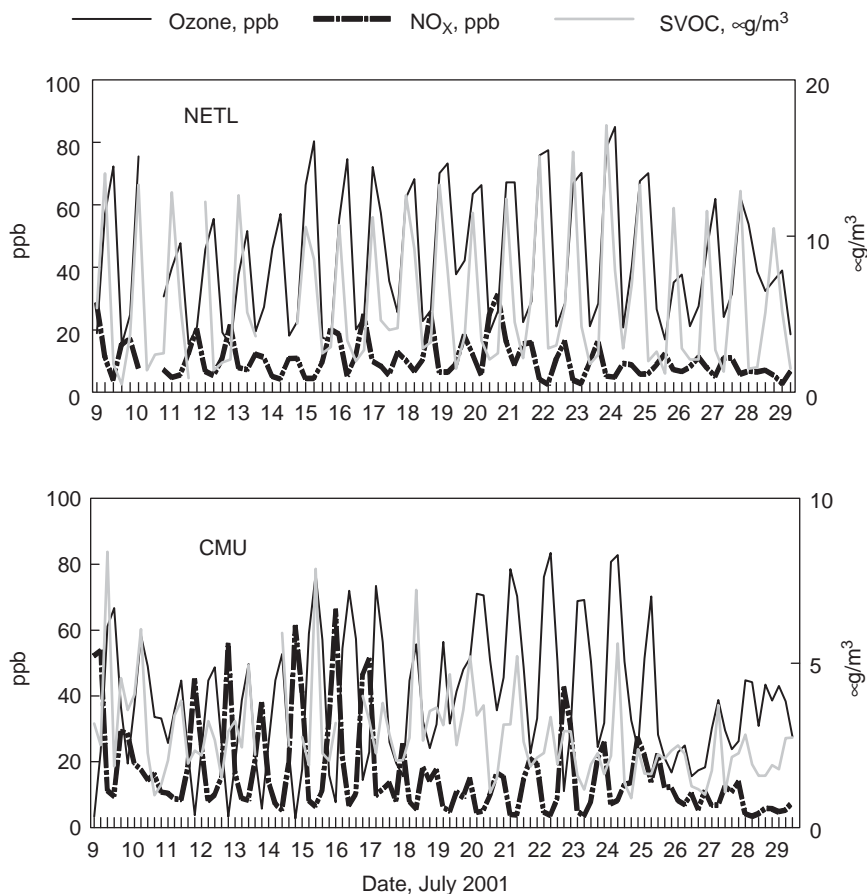 Ozone, ppb NOX, ppb SVOC, ∝g/m3
100 20
NETL
80
60
ppb 10 ∝g/m3
40
20
0 0
9 10 11 12 13 14 15 16 17 18 19 20 21 22 23 24 25 26 27 28 29
100 10
CMU
80
60
ppb 5 ∝g/m3
40
20
0 0
9 10 11 12 13 14 15 16 17 18 19 20 21 22 23 24 25 26 27 28 29
Date, July 2001